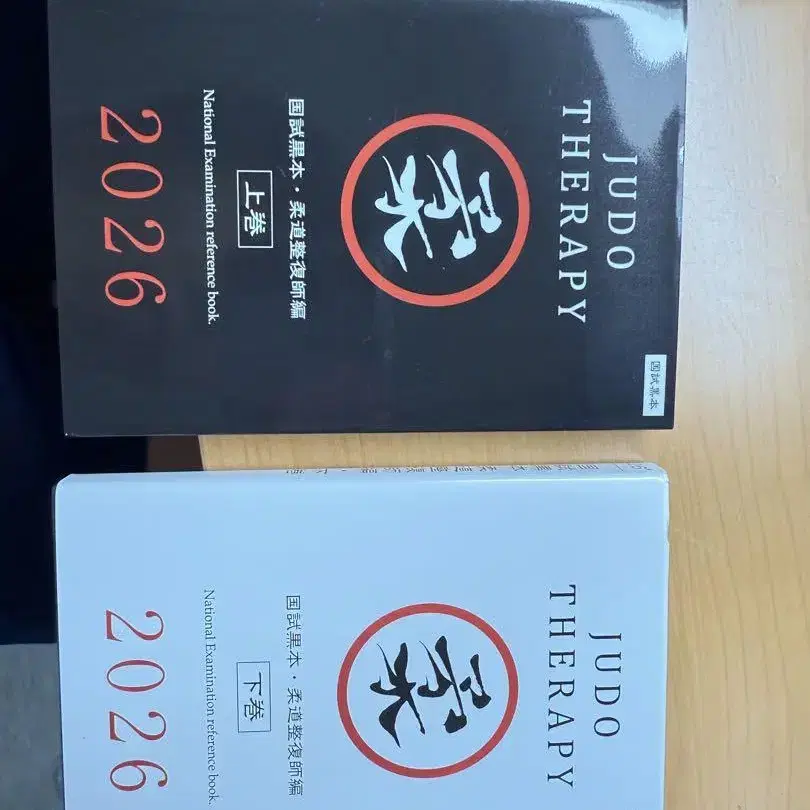 JUDO
THERAPY
国試黒本
柔
国試黒本・柔道整復師編
上巻
National Examination reference book.
2026
JUDO
THERAPY
柔
国試黒本・柔道整復師編
下巻
National Examination reference book.
2026